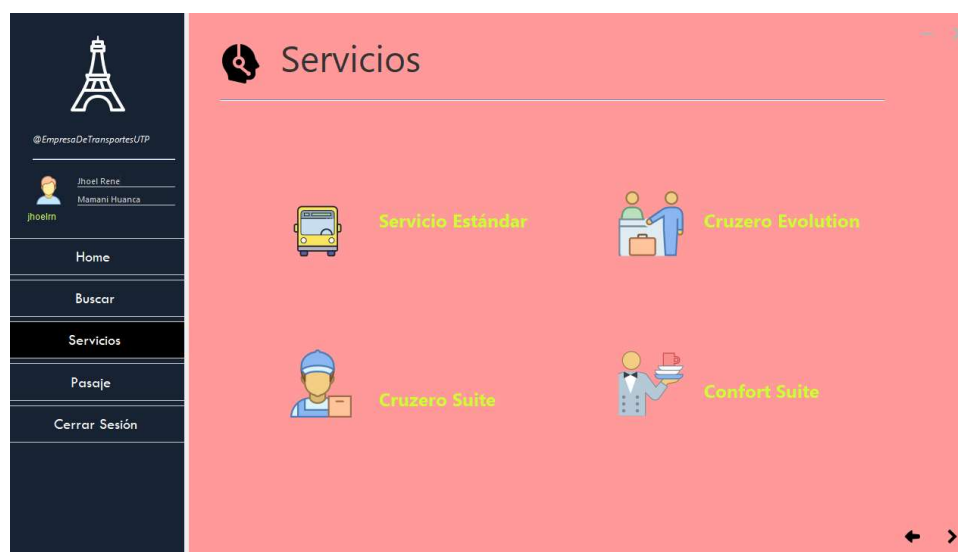 @EmpresaDeTransportesUTP
Jhoel Rene
Mamani Huanca
jhoelrn
Home
Buscar
Servicios
Pasaje
Cerrar Sesión
Servicios
Servicio Estándar
Cruzero Evolution
Cruzero Suite
Confort Suite